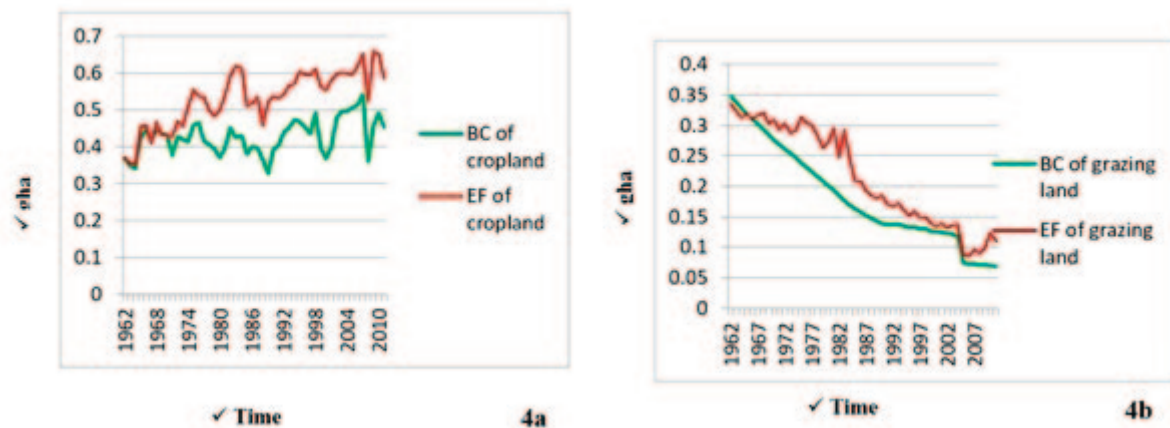 0.7
0.6
0.5
0.4
0.3
0.2
0.1
0
✓ gha
1962
1968
1974
1980
1986
1992
1998
2004
2010
BC of
cropland
EF of
cropland
✓ Time
4a
0.4
0.35
0.3
0.25
0.2
0.15
0.1
0.05
0
✓ gha
1962
1967
1972
1977
1982
1987
1992
1997
2002
2007
BC of grazing
land
EF of grazing
land
✓ Time
4b